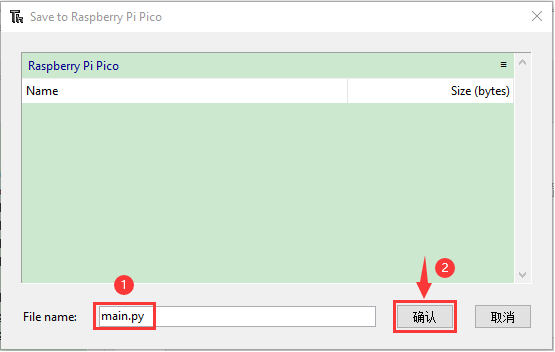 Save to Raspberry Pi Pico
Raspberry Pi Pico ≡
Name Size (bytes)
1
2
File name: main.py 确认 取消